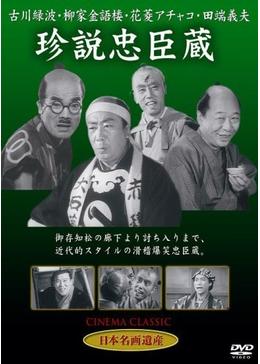 古川緑波・柳家金語楼・花菱アチャコ・田端義夫
珍説忠臣蔵
御存知松の廊下より討ち入りまで、
近代的スタイルの滑稽爆笑忠臣蔵。
CINEMA CLASSIC
日本名画遺産
DVD
VIDEO